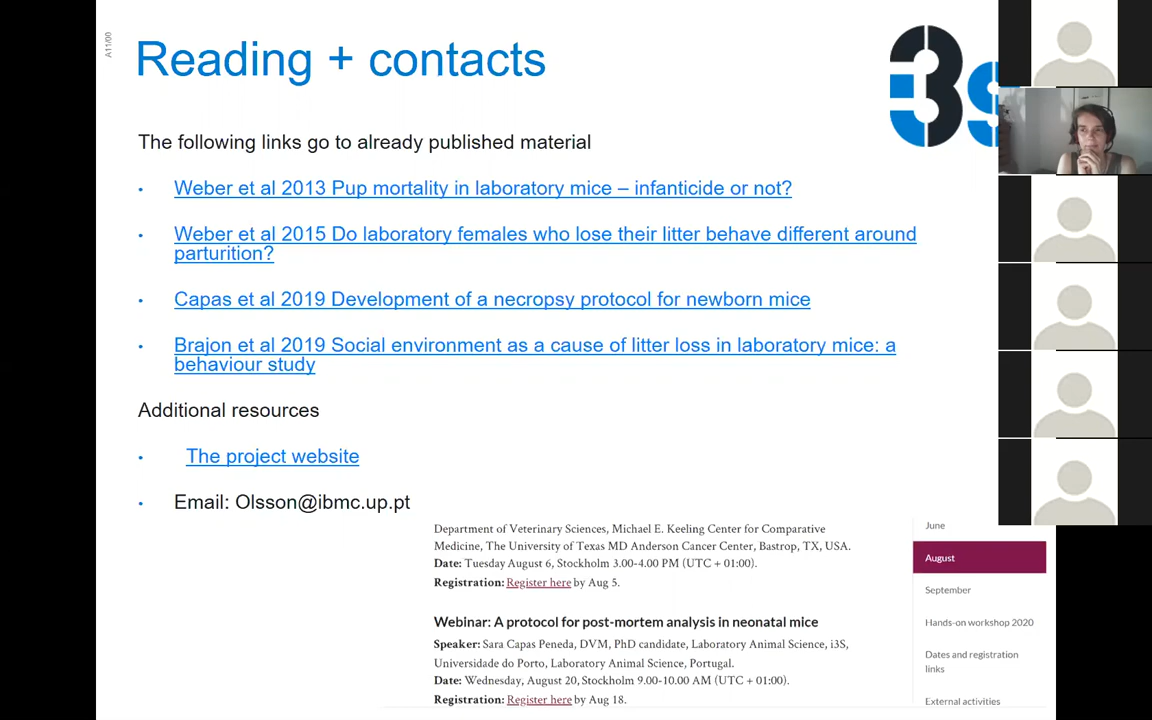 A11/00
Reading + contacts
i3s
The following links go to already published material
• Weber et al 2013 Pup mortality in laboratory mice – infanticide or not?
• Weber et al 2015 Do laboratory females who lose their litter behave different around
parturition?
• Capas et al 2019 Development of a necropsy protocol for newborn mice
• Brajon et al 2019 Social environment as a cause of litter loss in laboratory mice: a
behaviour study
Additional resources
• The project website
• Email: Olsson@ibmc.up.pt
Department of Veterinary Sciences, Michael E. Keeling Center for Comparative
Medicine, The University of Texas MD Anderson Cancer Center, Bastrop, TX, USA.
Date: Tuesday August 6, Stockholm 3.00-4.00 PM (UTC + 01:00).
Registration: Register here by Aug 5.
Webinar: A protocol for post-mortem analysis in neonatal mice
Speaker: Sara Capas Peneda, DVM, PhD candidate, Laboratory Animal Science, i3S,
Universidade do Porto, Laboratory Animal Science, Portugal.
Date: Wednesday, August 20, Stockholm 9.00-10.00 AM (UTC + 01:00).
Registration: Register here by Aug 18.
June
August
September
Hands-on workshop 2020
Dates and registration
links
External activities